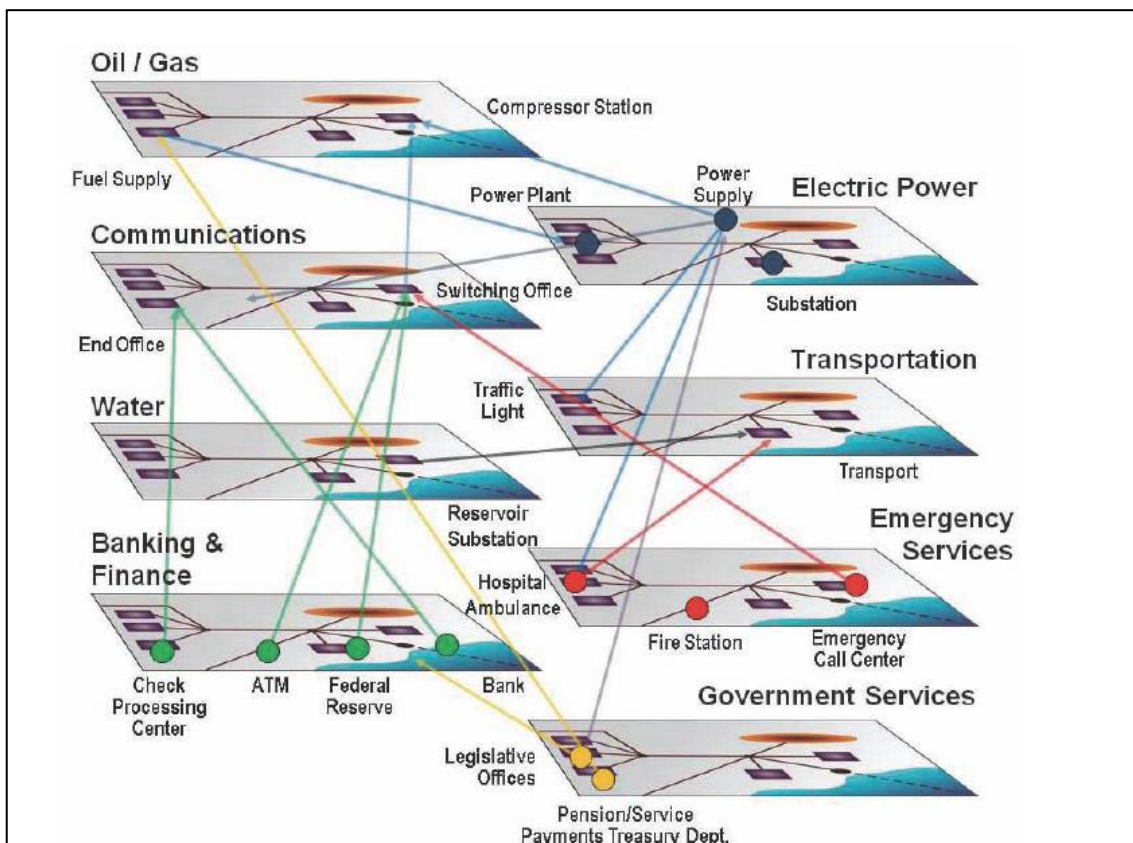 Oil / Gas
Compressor Station
Fuel Supply
Power Plant
Power
Supply
Electric Power
Substation
Communications
Switching Office
End Office
Transportation
Traffic
Light
Transport
Water
Reservoir
Substation
Emergency
Services
Hospital
Ambulance
Fire Station
Emergency
Call Center
Banking &
Finance
Check
Processing
Center
ATM
Federal
Reserve
Bank
Government Services
Legislative
Offices
Pension/Service
Payments Treasury Dept.